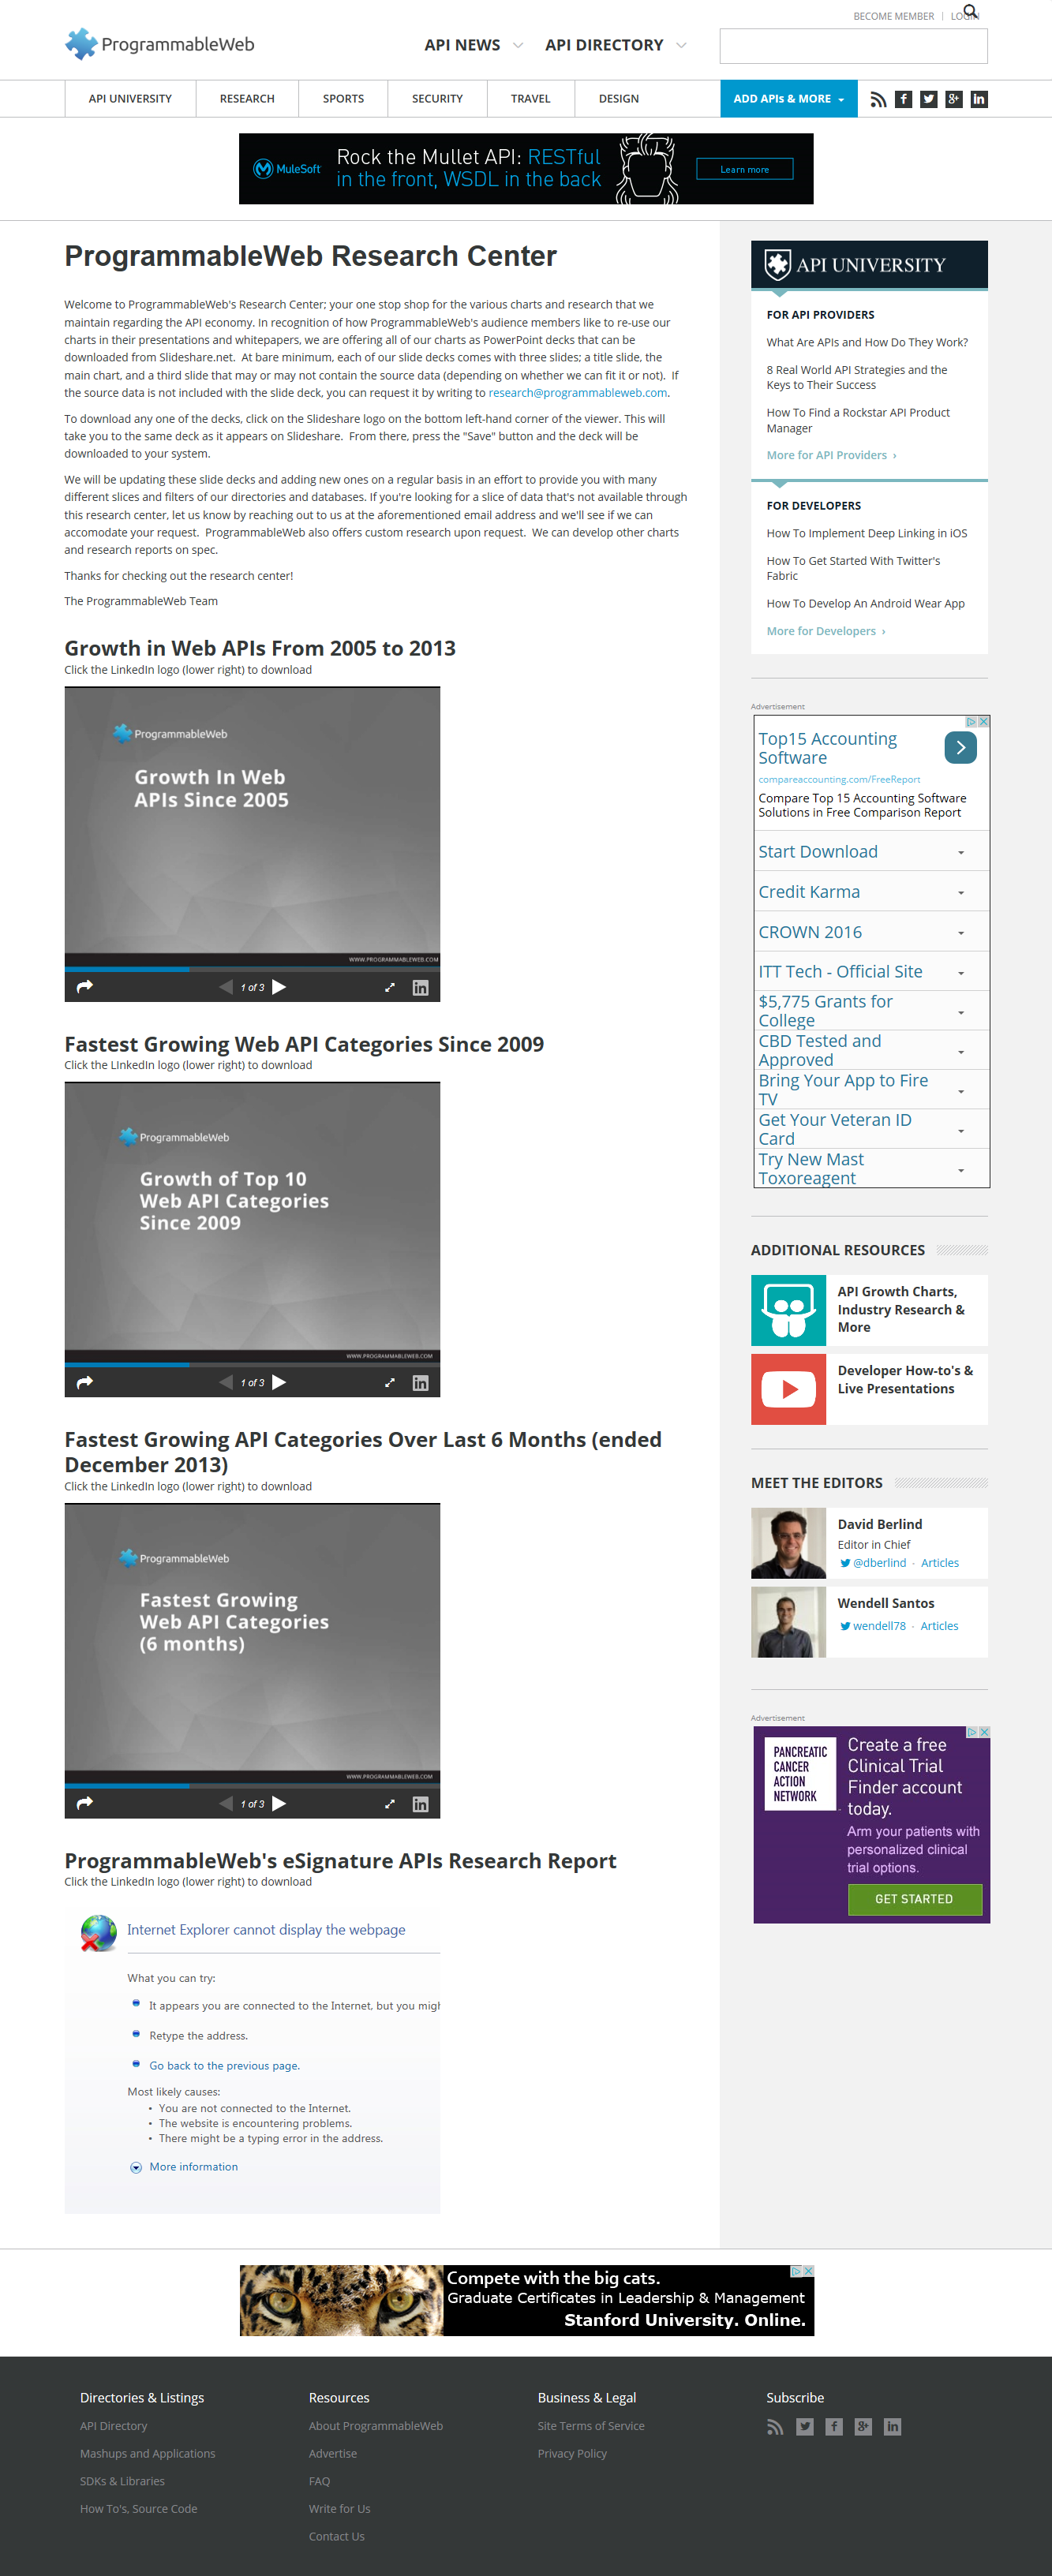 BECOME MEMBER | LOGIN
ProgrammableWeb
API NEWS
API DIRECTORY
API UNIVERSITY
RESEARCH
SPORTS
SECURITY
TRAVEL
DESIGN
ADD APIs & MORE
MuleSoft
Rock the Mullet API: RESTful
in the front, WSDL in the back
Learn more
ProgrammableWeb Research Center
Welcome to ProgrammableWeb's Research Center; your one stop shop for the various charts and research that we
maintain regarding the API economy. In recognition of how ProgrammableWeb's audience members like to re-use our
charts in their presentations and whitepapers, we are offering all of our charts as PowerPoint decks that can be
downloaded from Slideshare.net. At bare minimum, each of our slide decks comes with three slides; a title slide, the
main chart, and a third slide that may or may not contain the source data (depending on whether we can fit it or not). If
the source data is not included with the slide deck, you can request it by writing to research@programmableweb.com.
To download any one of the decks, click on the Slideshare logo on the bottom left-hand corner of the viewer. This will
take you to the same deck as it appears on Slideshare. From there, press the "Save" button and the deck will be
downloaded to your system.
We will be updating these slide decks and adding new ones on a regular basis in an effort to provide you with many
different slices and filters of our directories and databases. If you're looking for a slice of data that's not available through
this research center, let us know by reaching out to us at the aforementioned email address and we'll see if we can
accomodate your request. ProgrammableWeb also offers custom research upon request. We can develop other charts
and research reports on spec.
Thanks for checking out the research center!
The ProgrammableWeb Team
Growth in Web APIs From 2005 to 2013
Click the LinkedIn logo (lower right) to download
ProgrammableWeb
Growth In Web
APIs Since 2005
WWW.PROGRAMMABLEWEB.COM
1 of 3
in
Fastest Growing Web API Categories Since 2009
Click the LInkedIn logo (lower right) to download
ProgrammableWeb
Growth of Top 10
Web API Categories
Since 2009
WWW.PROGRAMMABLEWEB.COM
1 of 3
in
Fastest Growing API Categories Over Last 6 Months (ended
December 2013)
Click the LinkedIn logo (lower right) to download
ProgrammableWeb
Fastest Growing
Web API Categories
(6 months)
WWW.PROGRAMMABLEWEB.COM
1 of 3
in
ProgrammableWeb's eSignature APIs Research Report
Click the LinkedIn logo (lower right) to download
Internet Explorer cannot display the webpage
What you can try:
It appears you are connected to the Internet, but you migh
Retype the address.
Go back to the previous page.
Most likely causes:
• You are not connected to the Internet.
• The website is encountering problems.
• There might be a typing error in the address.
More information
API UNIVERSITY
FOR API PROVIDERS
What Are APIs and How Do They Work?
8 Real World API Strategies and the
Keys to Their Success
How To Find a Rockstar API Product
Manager
More for API Providers ›
FOR DEVELOPERS
How To Implement Deep Linking in iOS
How To Get Started With Twitter's
Fabric
How To Develop An Android Wear App
More for Developers ›
Advertisement
Top15 Accounting
Software
compareaccounting.com/FreeReport
Compare Top 15 Accounting Software
Solutions in Free Comparison Report
Start Download
Credit Karma
CROWN 2016
ITT Tech - Official Site
$5,775 Grants for
College
CBD Tested and
Approved
Bring Your App to Fire
TV
Get Your Veteran ID
Card
Try New Mast
Toxoreagent
ADDITIONAL RESOURCES
API Growth Charts,
Industry Research &
More
Developer How-to's &
Live Presentations
MEET THE EDITORS
David Berlind
Editor in Chief
@dberlind · Articles
Wendell Santos
wendell78 · Articles
Advertisement
PANCREATIC
CANCER
ACTION
NETWORK
Create a free
Clinical Trial
Finder account
today.
Arm your patients with
personalized clinical
trial options.
GET STARTED
Compete with the big cats.
Graduate Certificates in Leadership & Management
Stanford University. Online.
Directories & Listings
API Directory
Mashups and Applications
SDKs & Libraries
How To's, Source Code
Resources
About ProgrammableWeb
Advertise
FAQ
Write for Us
Contact Us
Business & Legal
Site Terms of Service
Privacy Policy
Subscribe